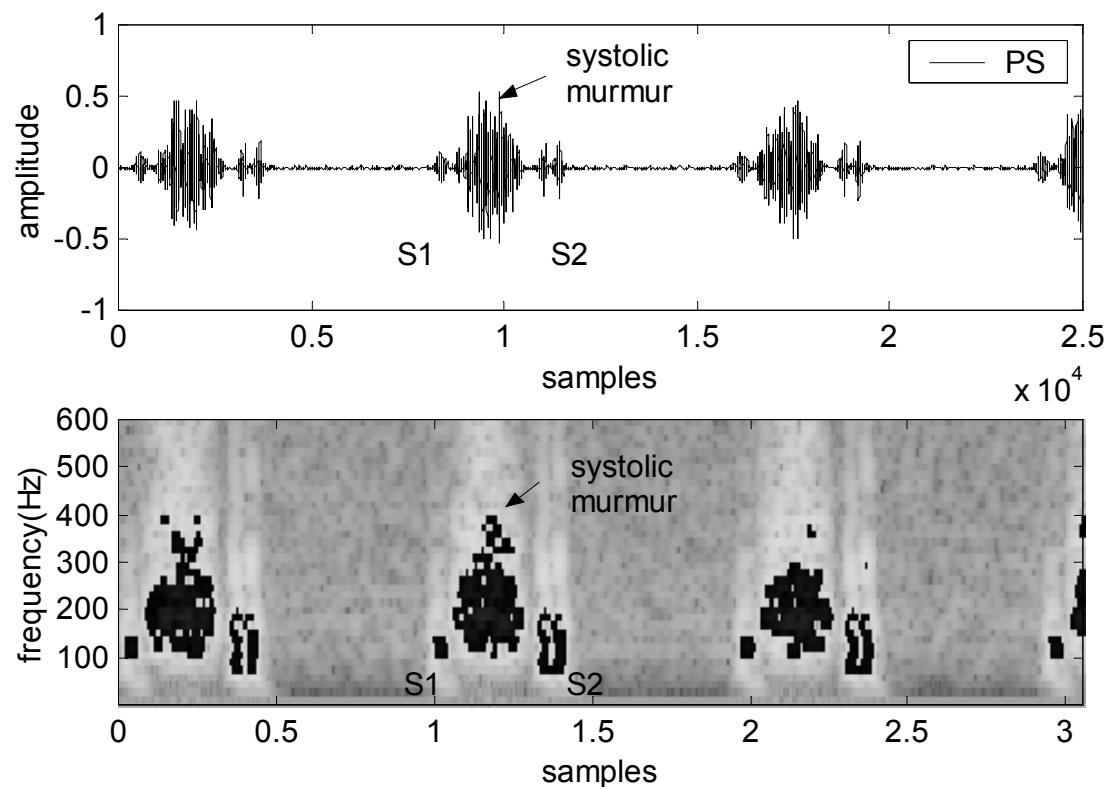 1
systolic
murmur
PS
0.5
amplitude
0
-0.5
S1 S2
-1
0 0.5 1 1.5 2 2.5
samples
x 10^4
600
systolic
murmur
500
400
frequency(Hz)
300
200
100
S1 S2
0 0.5 1 1.5 2 2.5 3
samples